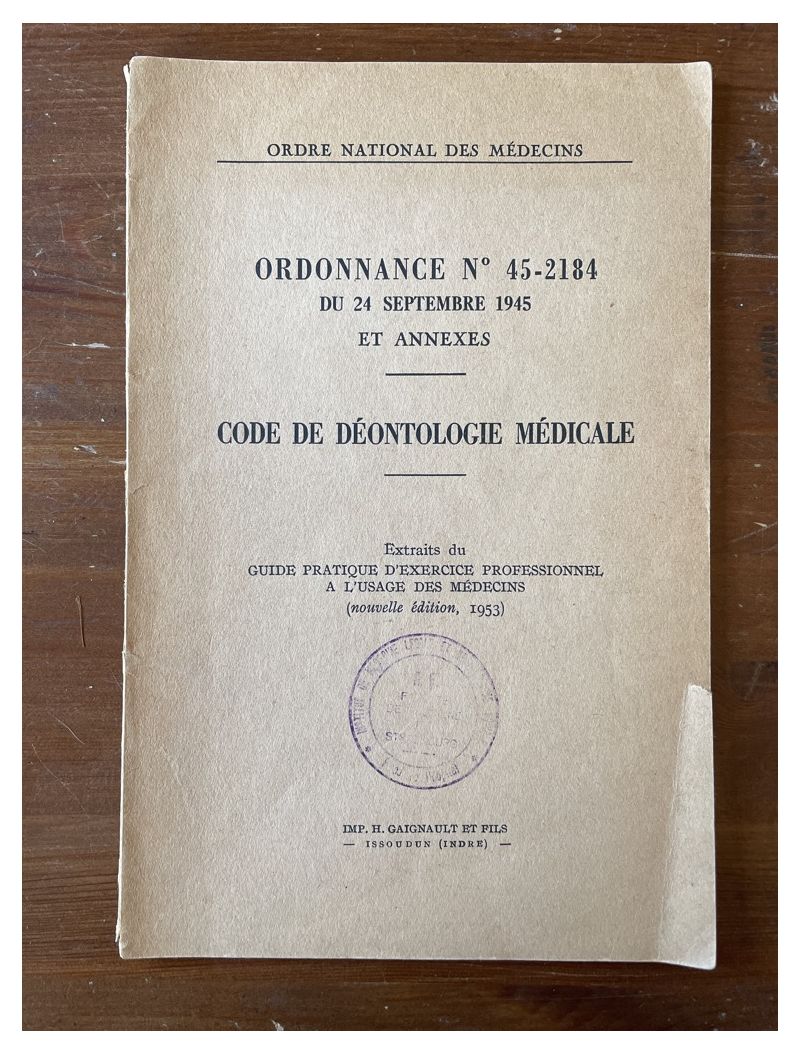 ORDRE NATIONAL DES MÉDECINS
ORDONNANCE Nº 45-2184
DU 24 SEPTEMBRE 1945
ET ANNEXES
CODE DE DÉONTOLOGIE MÉDICALE
Extraits du
GUIDE PRATIQUE D'EXERCICE PROFESSIONNEL
A L'USAGE DES MÉDECINS
(nouvelle édition, 1953)
IMP. H. GAIGNAULT ET FILS
— ISSOUDUN (INDRE) —